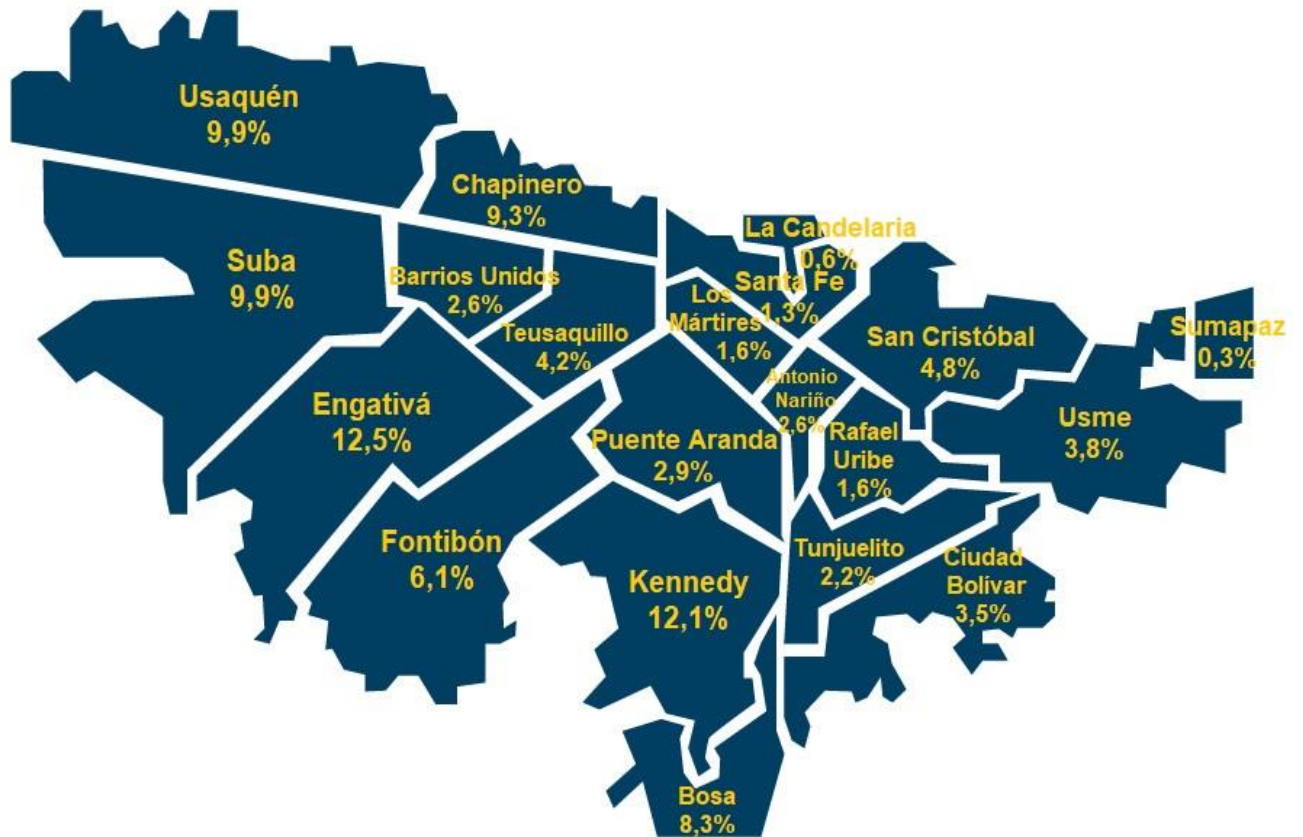 Usaquén
9,9%
Chapinero
9,3%
La Candelaria
0,6%
Suba
9,9%
Barrios Unidos
2,6%
Santa Fe
1,3%
Los
Mártires
1,6%
Teusaquillo
4,2%
San Cristóbal
4,8%
Sumapaz
0,3%
Engativá
12,5%
Antonio
Nariño
2,6%
Usme
3,8%
Puente Aranda
2,9%
Rafael
Uribe
1,6%
Fontibón
6,1%
Kennedy
12,1%
Tunjuelito
2,2%
Ciudad
Bolívar
3,5%
Bosa
8,3%